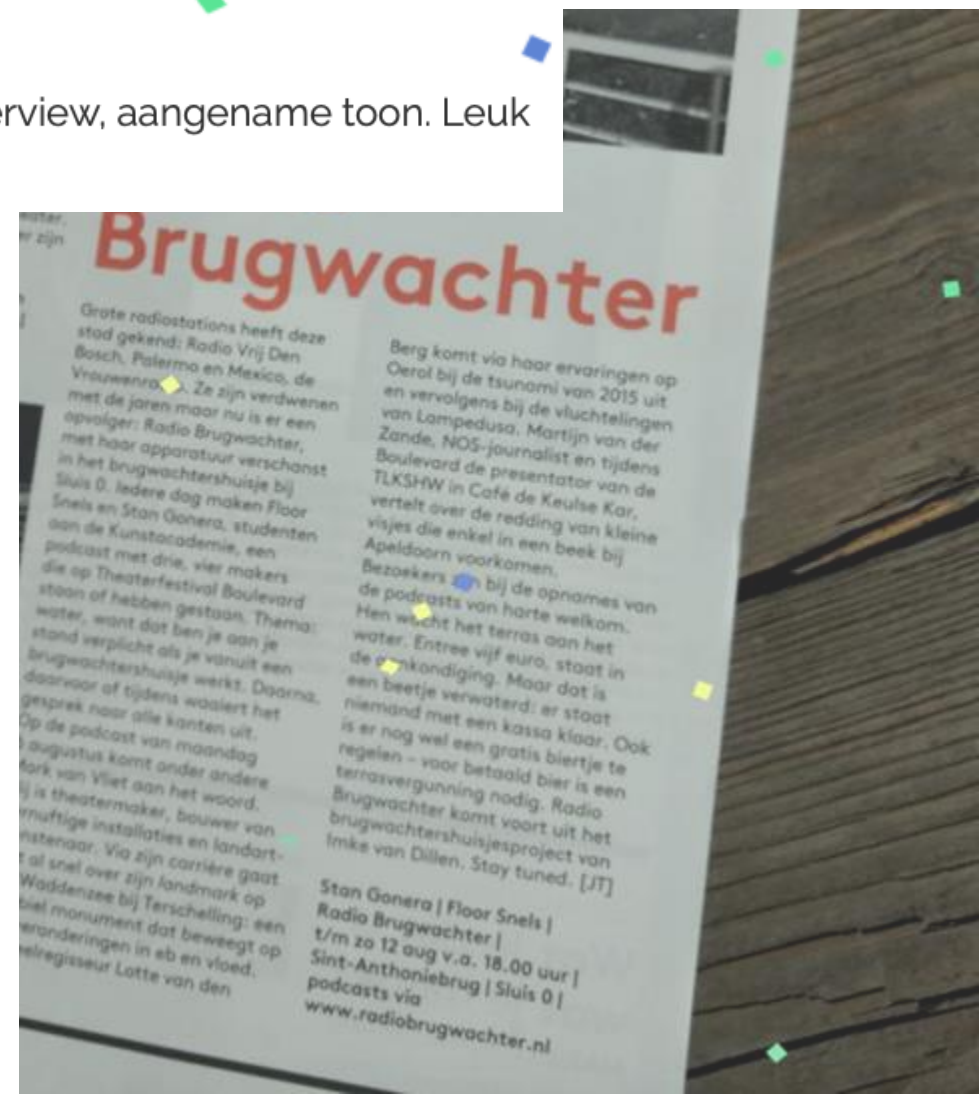 erview, aangename toon. Leuk
eater.
er zijn
Brugwachter
Grote radiostations heeft deze
stad gekend: Radio Vrij Den
Bosch, Palermo en Mexico, de
Ze zijn verdwenen
met de jaren maar nu is er een
opvolger: Radio Brugwachter,
met haar apparatuur verschanst
in het brugwachtershuisje bij
Sluis 0. Iedere dag maken Floor
Snels en Stan Gonera, studenten
aan de Kunstacademie, een
podcast met drie, vier makers
die op Theaterfestival Boulevard
staan of hebben gestaan. Thema:
water, want dat ben je aan je
stand verplicht als je vanuit een
brugwachtershuisje werkt. Daarna,
daarvoor of tijdens waaiert het
gesprek naar alle kanten uit.
Op de podcast van maandag
augustus komt onder andere
Mark van Vliet aan het woord.
ij is theatermaker, bouwer van
rnuftige installaties en landart-
nstenaar. Via zijn carrière gaat
t al snel over zijn landmark op
Waddenzee bij Terschelling: een
biel monument dat beweegt op
eranderingen in eb en vloed.
elregisseur Lotte van den
Berg komt via haar ervaringen op
Oerol bij de tsunami van 2015 uit
en vervolgens bij de vluchtelingen
van Lampedusa. Martijn van der
Zande, NOS-journalist en tijdens
Boulevard de presentator van de
TLKSHW in Café de Keulse Kar,
vertelt over de redding van kleine
visjes die enkel in een beek bij
Apeldoorn voorkomen.
Bezoekers zijn bij de opnames van
de podcasts van harte welkom.
Hen wacht het terras aan het
water. Entree vijf euro, staat in
de aankondiging. Maar dat is
een beetje verwaterd: er staat
niemand met een kassa klaar. Ook
is er nog wel een gratis biertje te
regelen – voor betaald bier is een
terrasvergunning nodig. Radio
Brugwachter komt voort uit het
brugwachtershuisjesproject van
Imke van Dillen. Stay tuned. [JT]
Stan Gonera | Floor Snels |
Radio Brugwachter |
t/m zo 12 aug v.a. 18.00 uur |
Sint-Anthoniebrug | Sluis 0 |
podcasts via
www.radiobrugwachter.nl